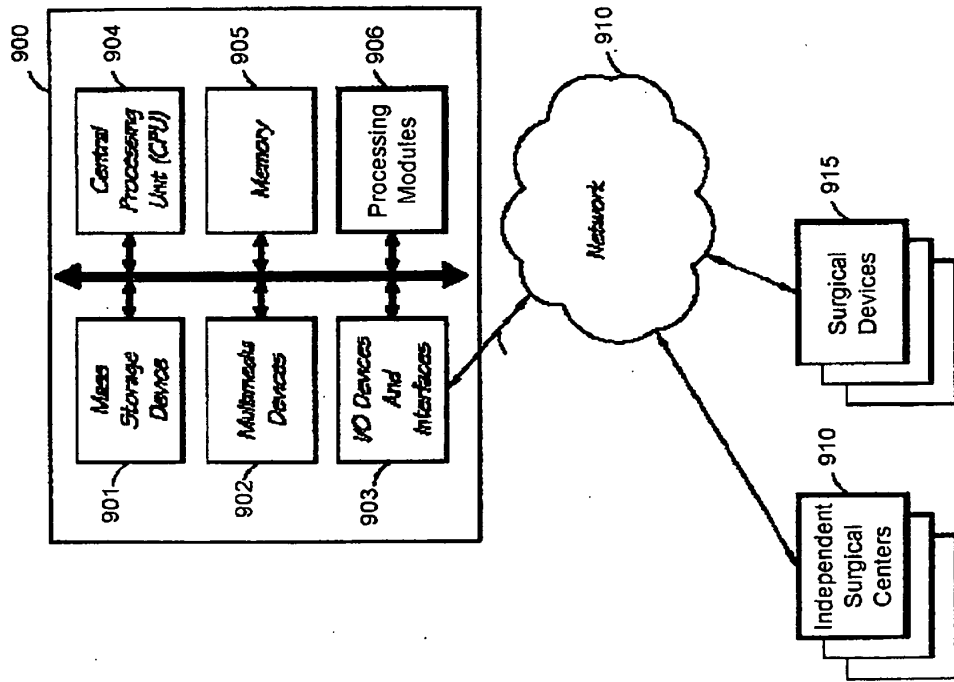 900
Mass
Storage
Device
901
Central
Processing
Unit (CPU)
904
Multimedia
Devices
902
Memory
905
I/O Devices
And
Interfaces
903
Processing
Modules
906
Network
910
Independent
Surgical
Centers
910
Surgical
Devices
915